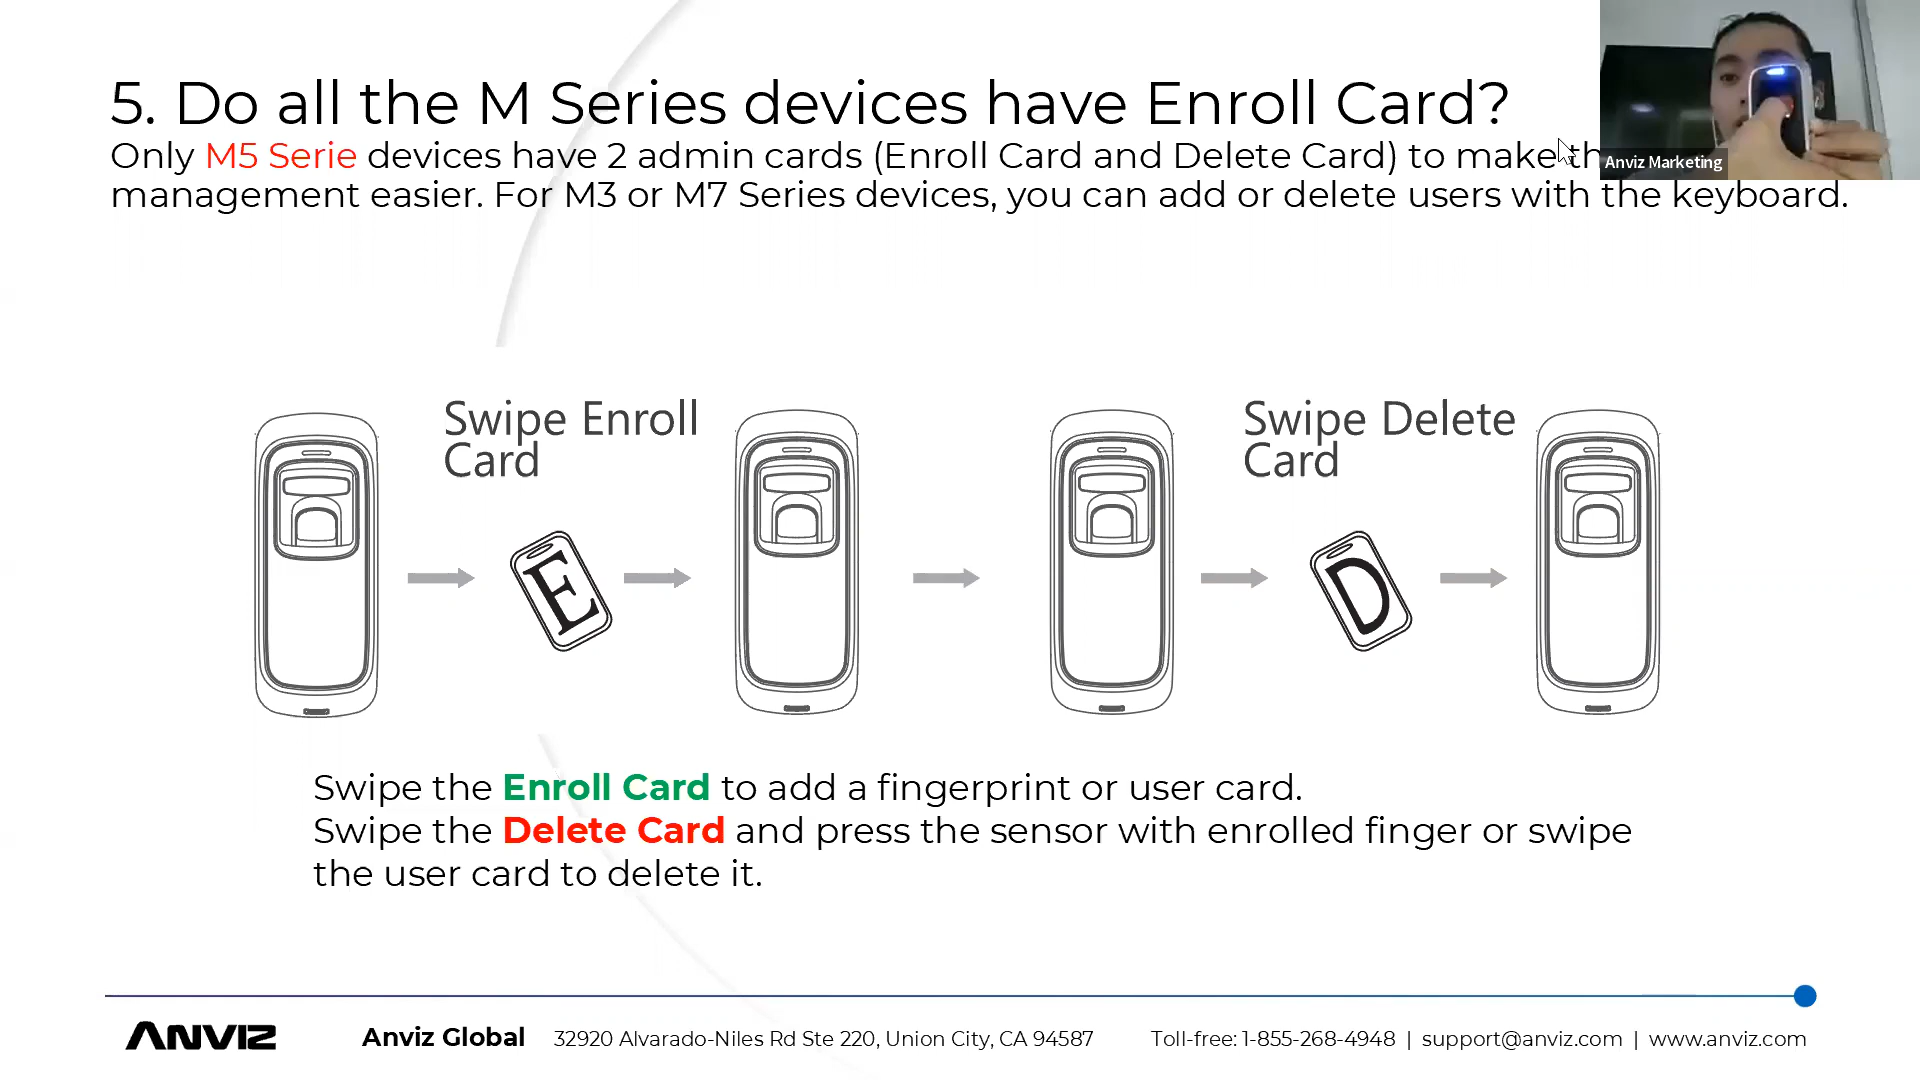 5. Do all the M Series devices have Enroll Card?
Only M5 Serie devices have 2 admin cards (Enroll Card and Delete Card) to make
management easier. For M3 or M7 Series devices, you can add or delete users with the keyboard.
Anviz Marketing
Swipe Enroll
Card
Swipe Delete
Card
E
D
Swipe the Enroll Card to add a fingerprint or user card.
Swipe the Delete Card and press the sensor with enrolled finger or swipe
the user card to delete it.
ANVIZ
Anviz Global 32920 Alvarado-Niles Rd Ste 220, Union City, CA 94587 Toll-free: 1-855-268-4948 | support@anviz.com | www.anviz.com